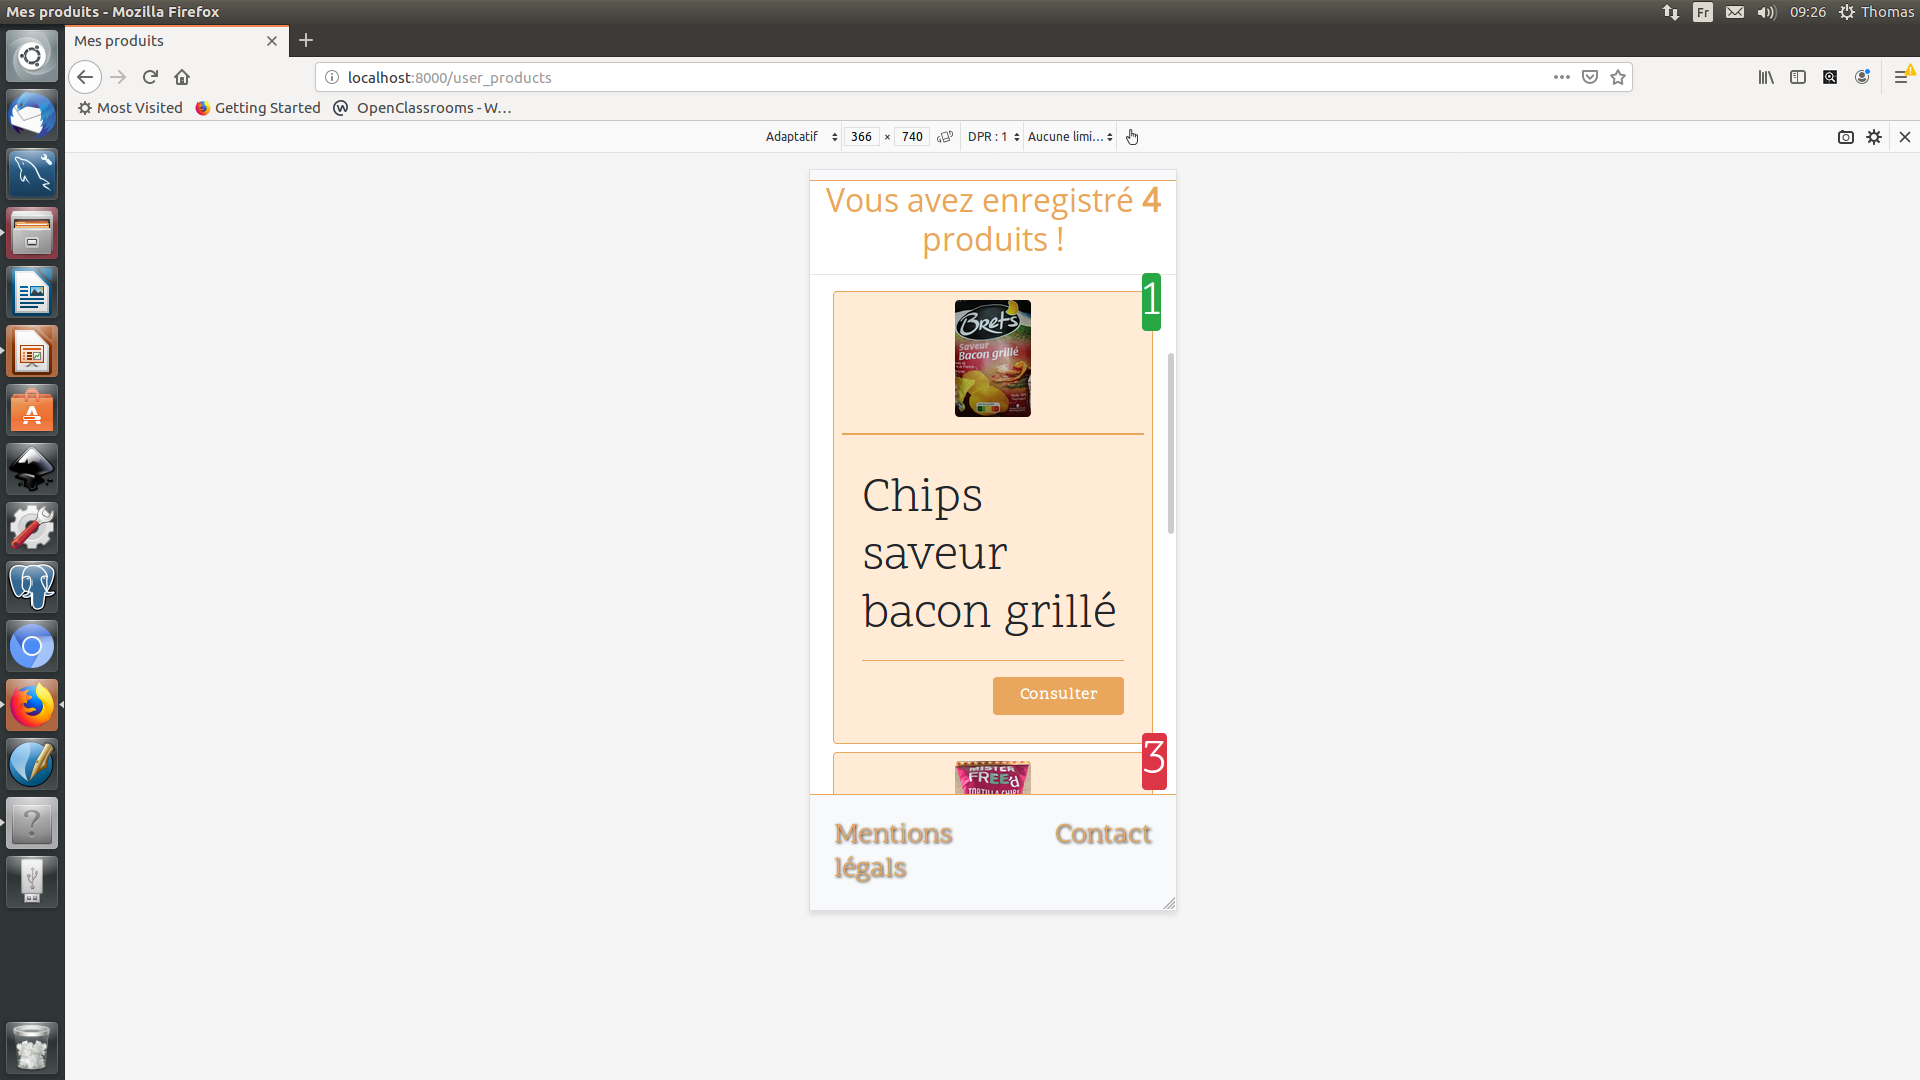 Mes produits - Mozilla Firefox
Fr
09:26
Thomas
Mes produits
localhost:8000/user_products
Most Visited
Getting Started
OpenClassrooms - W…
Adaptatif
366 × 740
DPR : 1
Aucune limi…
Vous avez enregistré 4
produits !
1
Brets
Saveur
Bacon grillé
Chips
saveur
bacon grillé
Consulter
3
MISTER
FREE'd
TORTILLA CHIPS
Mentions
légals
Contact